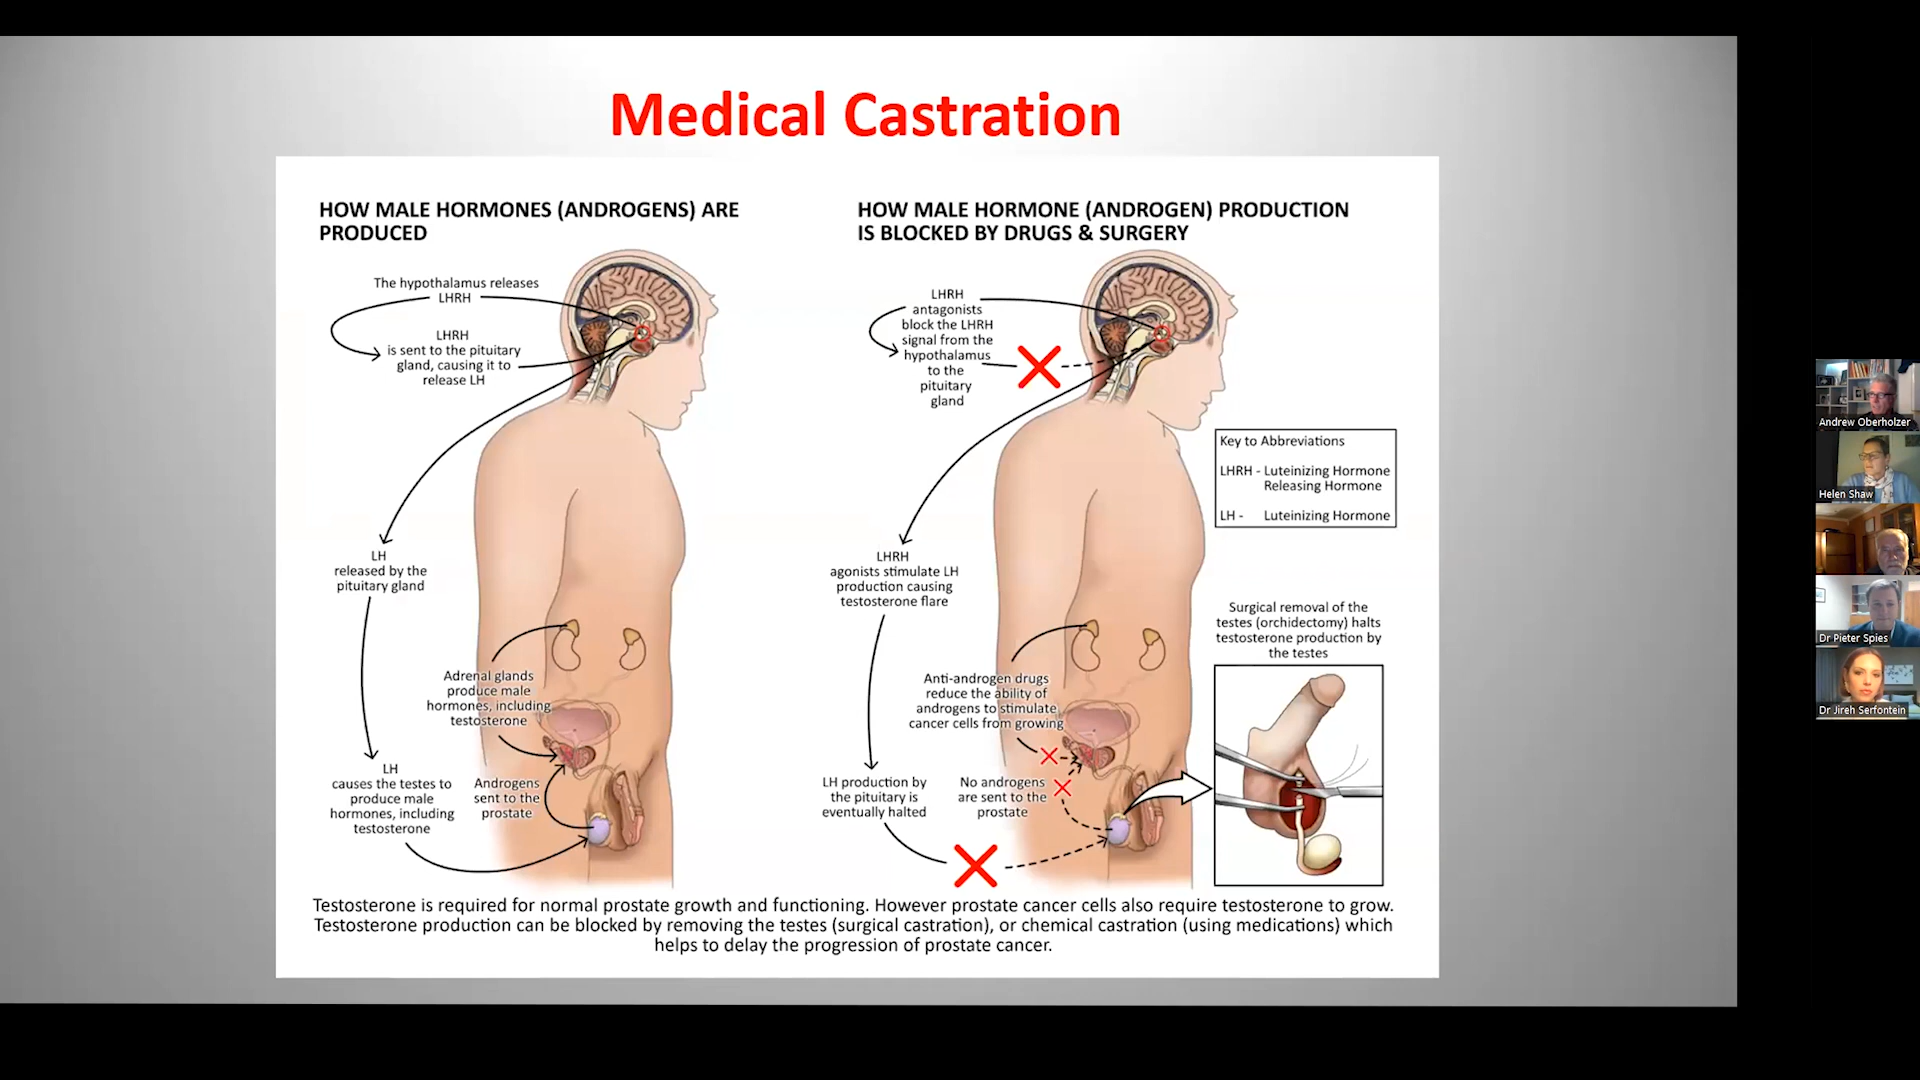 Medical Castration
HOW MALE HORMONES (ANDROGENS) ARE
PRODUCED
The hypothalamus releases
LHRH
LHRH
is sent to the pituitary
gland, causing it to
release LH
LH
released by the
pituitary gland
Adrenal glands
produce male
hormones, including
testosterone
LH
causes the testes to
produce male
hormones, including
testosterone
Androgens
sent to the
prostate
HOW MALE HORMONE (ANDROGEN) PRODUCTION
IS BLOCKED BY DRUGS & SURGERY
LHRH
antagonists
block the LHRH
signal from the
hypothalamus
to the
pituitary
gland
Key to Abbreviations
LHRH - Luteinizing Hormone
Releasing Hormone
LH - Luteinizing Hormone
LHRH
agonists stimulate LH
production causing
testosterone flare
Surgical removal of the
testes (orchidectomy) halts
testosterone production by
the testes
Anti-androgen drugs
reduce the ability of
androgens to stimulate
cancer cells from growing
LH production by
the pituitary is
eventually halted
No androgens
are sent to the
prostate
Testosterone is required for normal prostate growth and functioning. However prostate cancer cells also require testosterone to grow.
Testosterone production can be blocked by removing the testes (surgical castration), or chemical castration (using medications) which
helps to delay the progression of prostate cancer.
Andrew Oberholzer
Helen Shaw
Dr Pieter Spies
Dr Jireh Serfontein